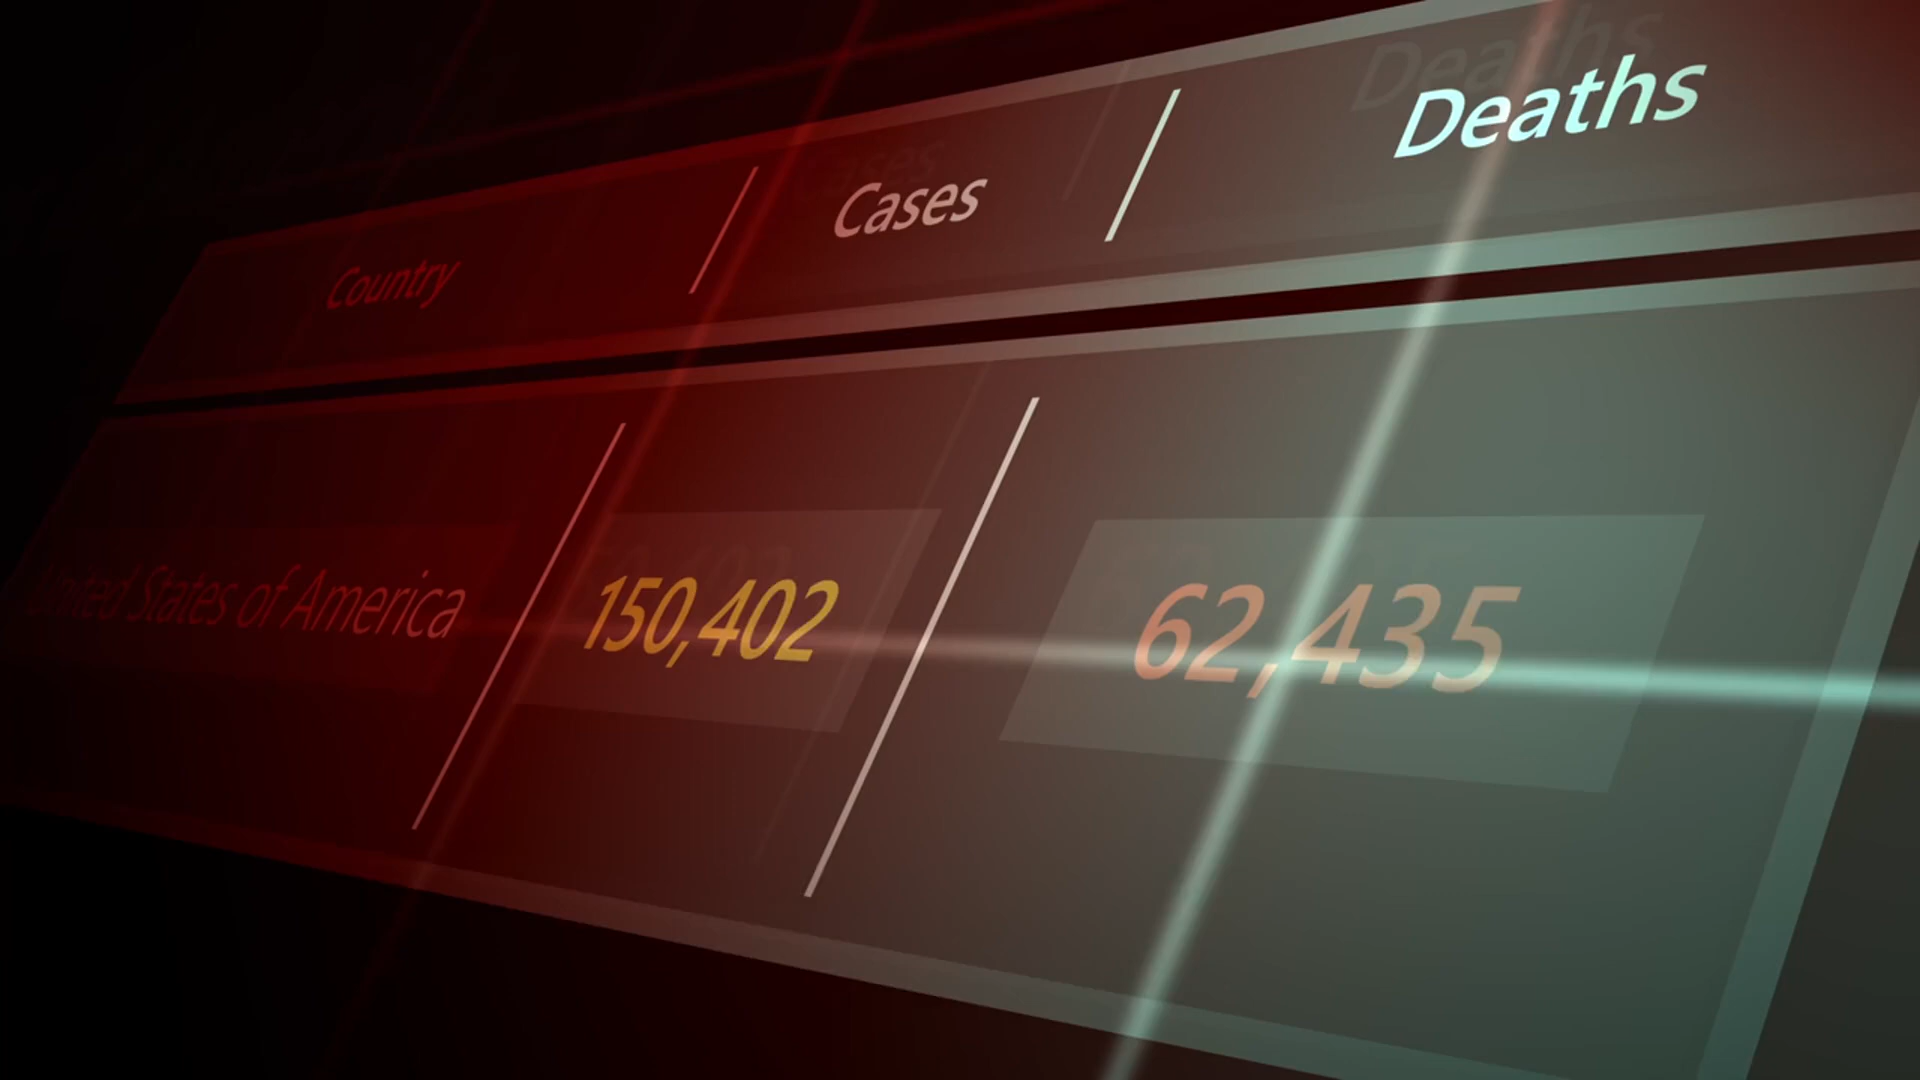 Country Cases Deaths
United States of America 150,402 62,435